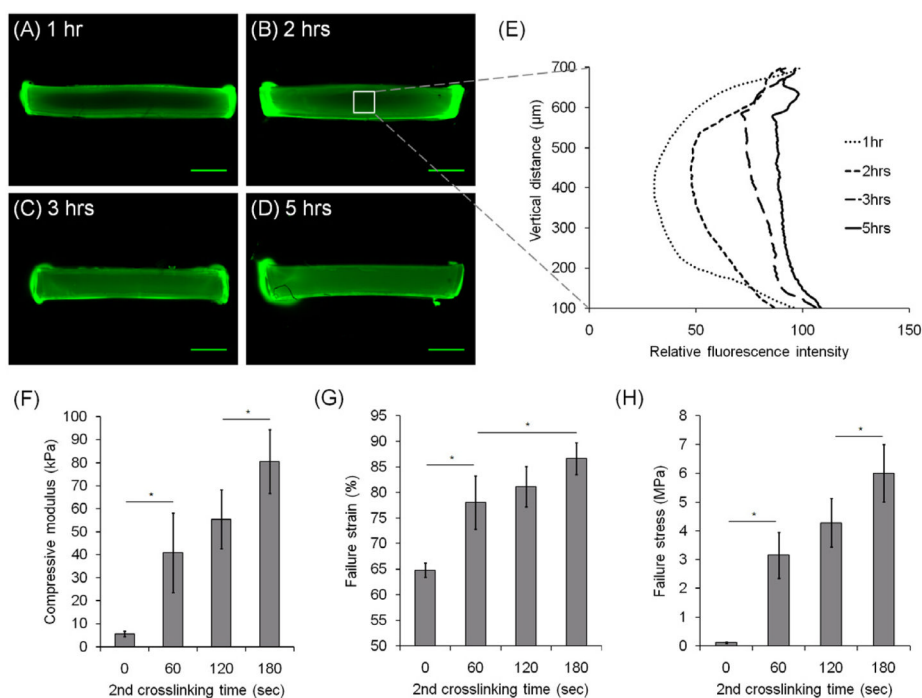 (A) 1 hr
(B) 2 hrs
(C) 3 hrs
(D) 5 hrs
(E)
Vertical distance (µm)
700
600
500
400
300
200
100
0
50
100
150
Relative fluorescence intensity
1hr
2hrs
3hrs
5hrs
(F)
Compressive modulus (kPa)
100
90
80
70
60
50
40
30
20
10
0
*
*
0 60 120 180
2nd crosslinking time (sec)
(G)
Failure strain (%)
95
90
85
80
75
70
65
60
55
50
*
*
0 60 120 180
2nd crosslinking time (sec)
(H)
Failure stress (MPa)
8
7
6
5
4
3
2
1
0
*
*
0 60 120 180
2nd crosslinking time (sec)